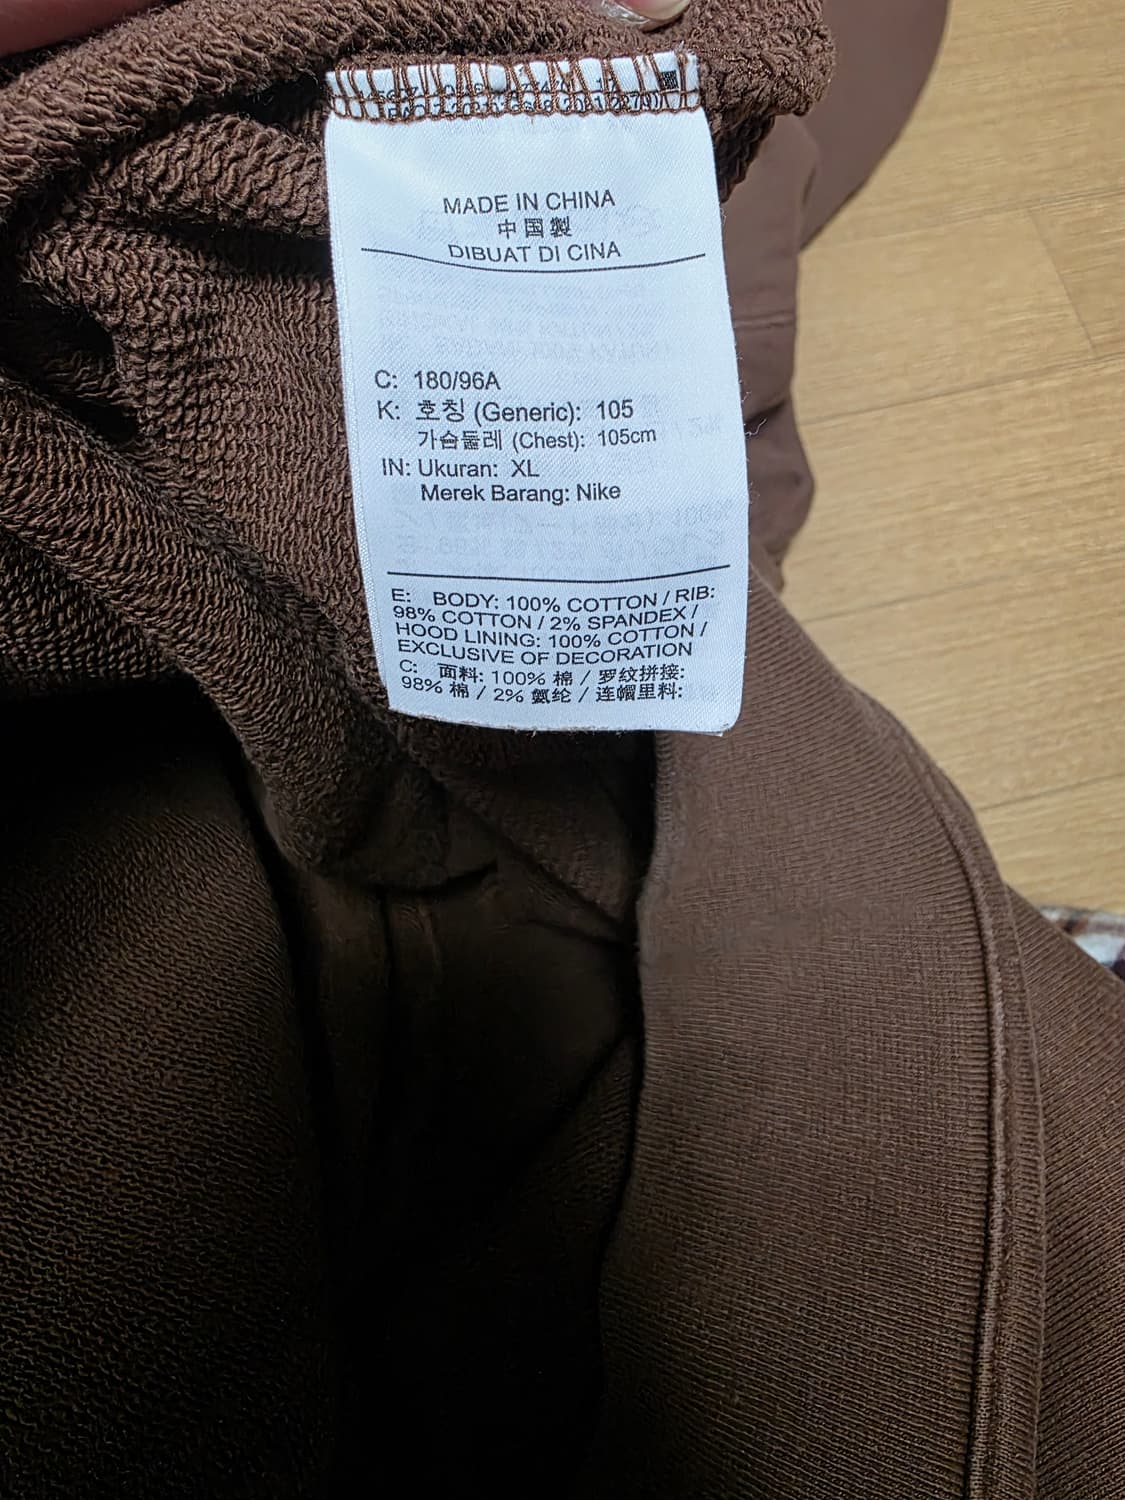 MADE IN CHINA
中国製
DIBUAT DI CINA
C: 180/96A
K: 호칭 (Generic): 105
가슴둘레 (Chest): 105cm
IN: Ukuran: XL
Merek Barang: Nike
E: BODY: 100% COTTON / RIB:
98% COTTON / 2% SPANDEX /
HOOD LINING: 100% COTTON /
EXCLUSIVE OF DECORATION
C: 面料: 100% 棉 / 罗纹拼接:
98% 棉 / 2% 氨纶 / 连帽里料: